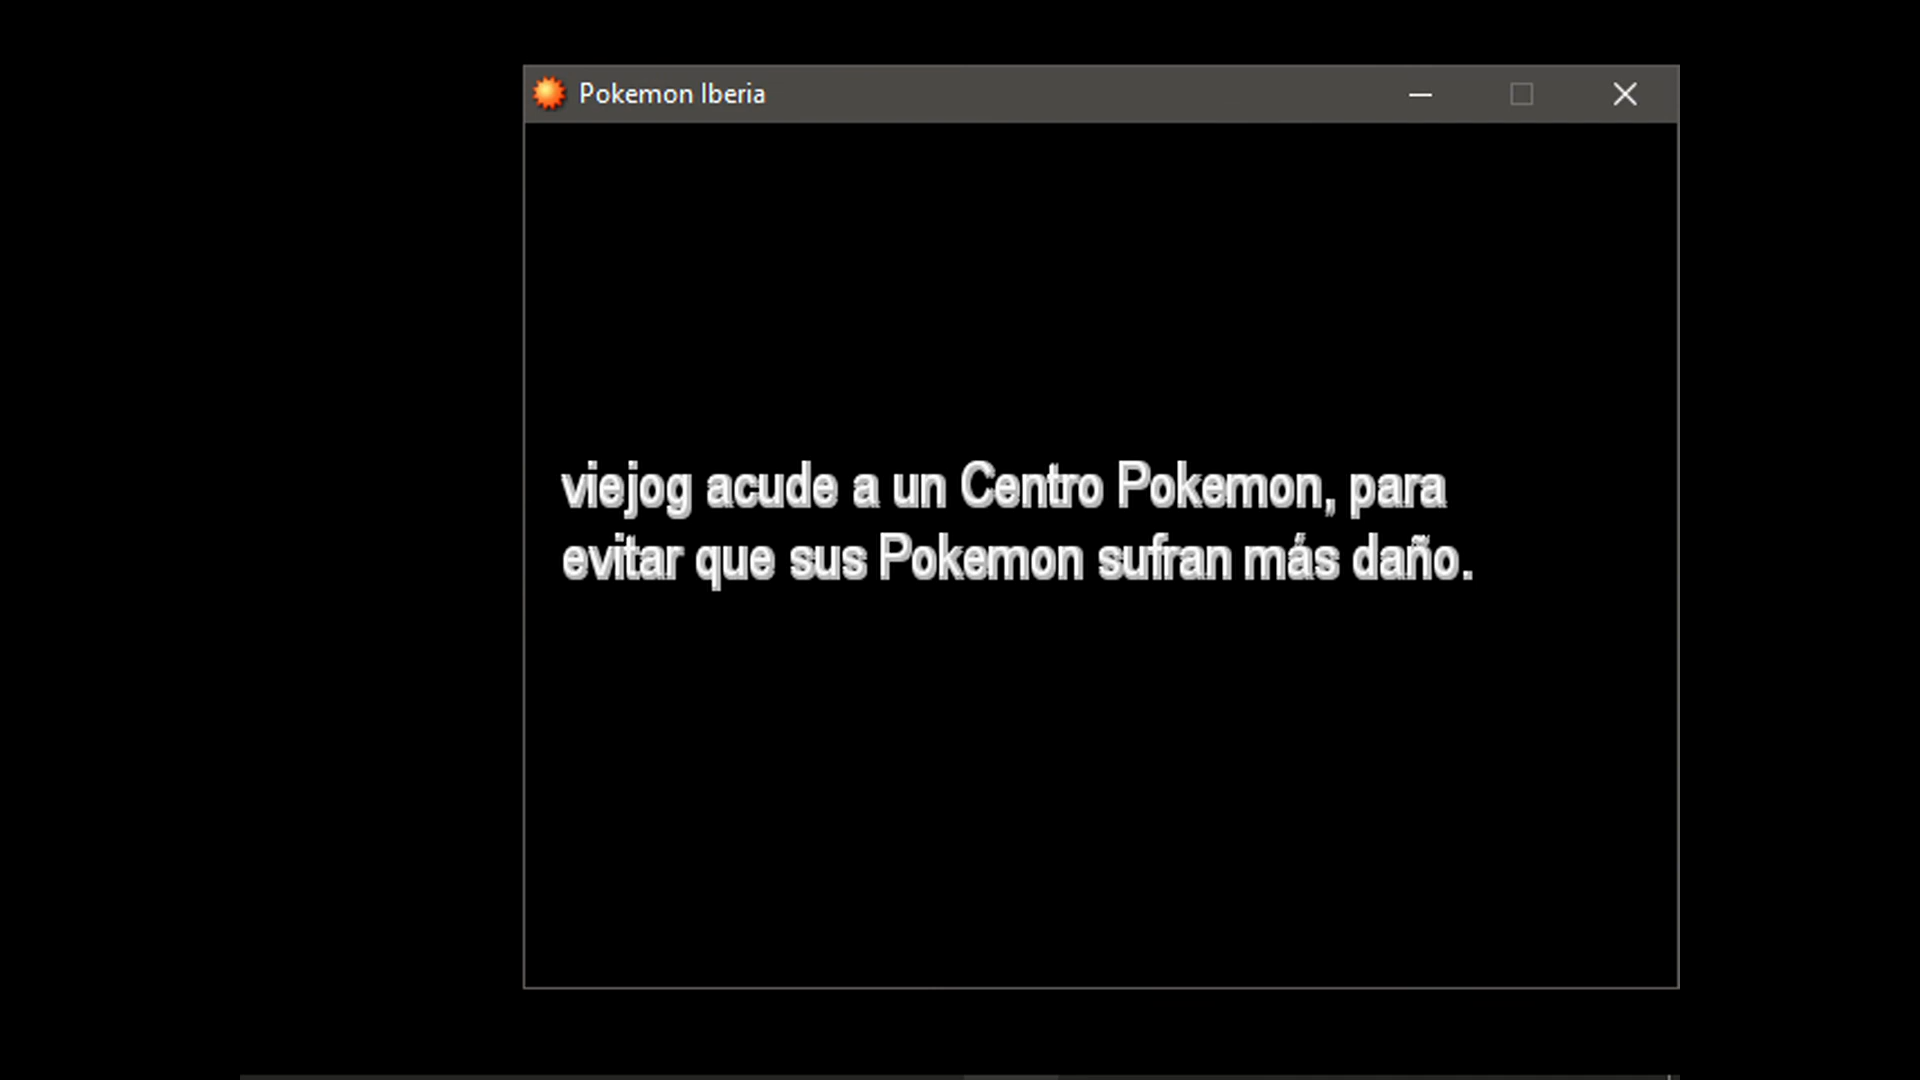 Pokemon Iberia
viejog acude a un Centro Pokemon, para
evitar que sus Pokemon sufran más daño.